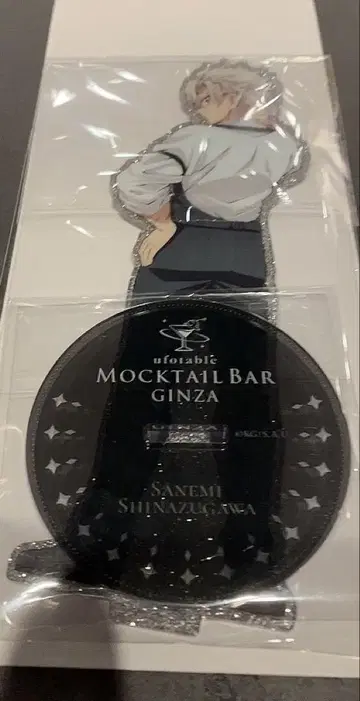 ufotable
MOCKTAIL BAR
GINZA
SANEMI
SHINAZUGAWA